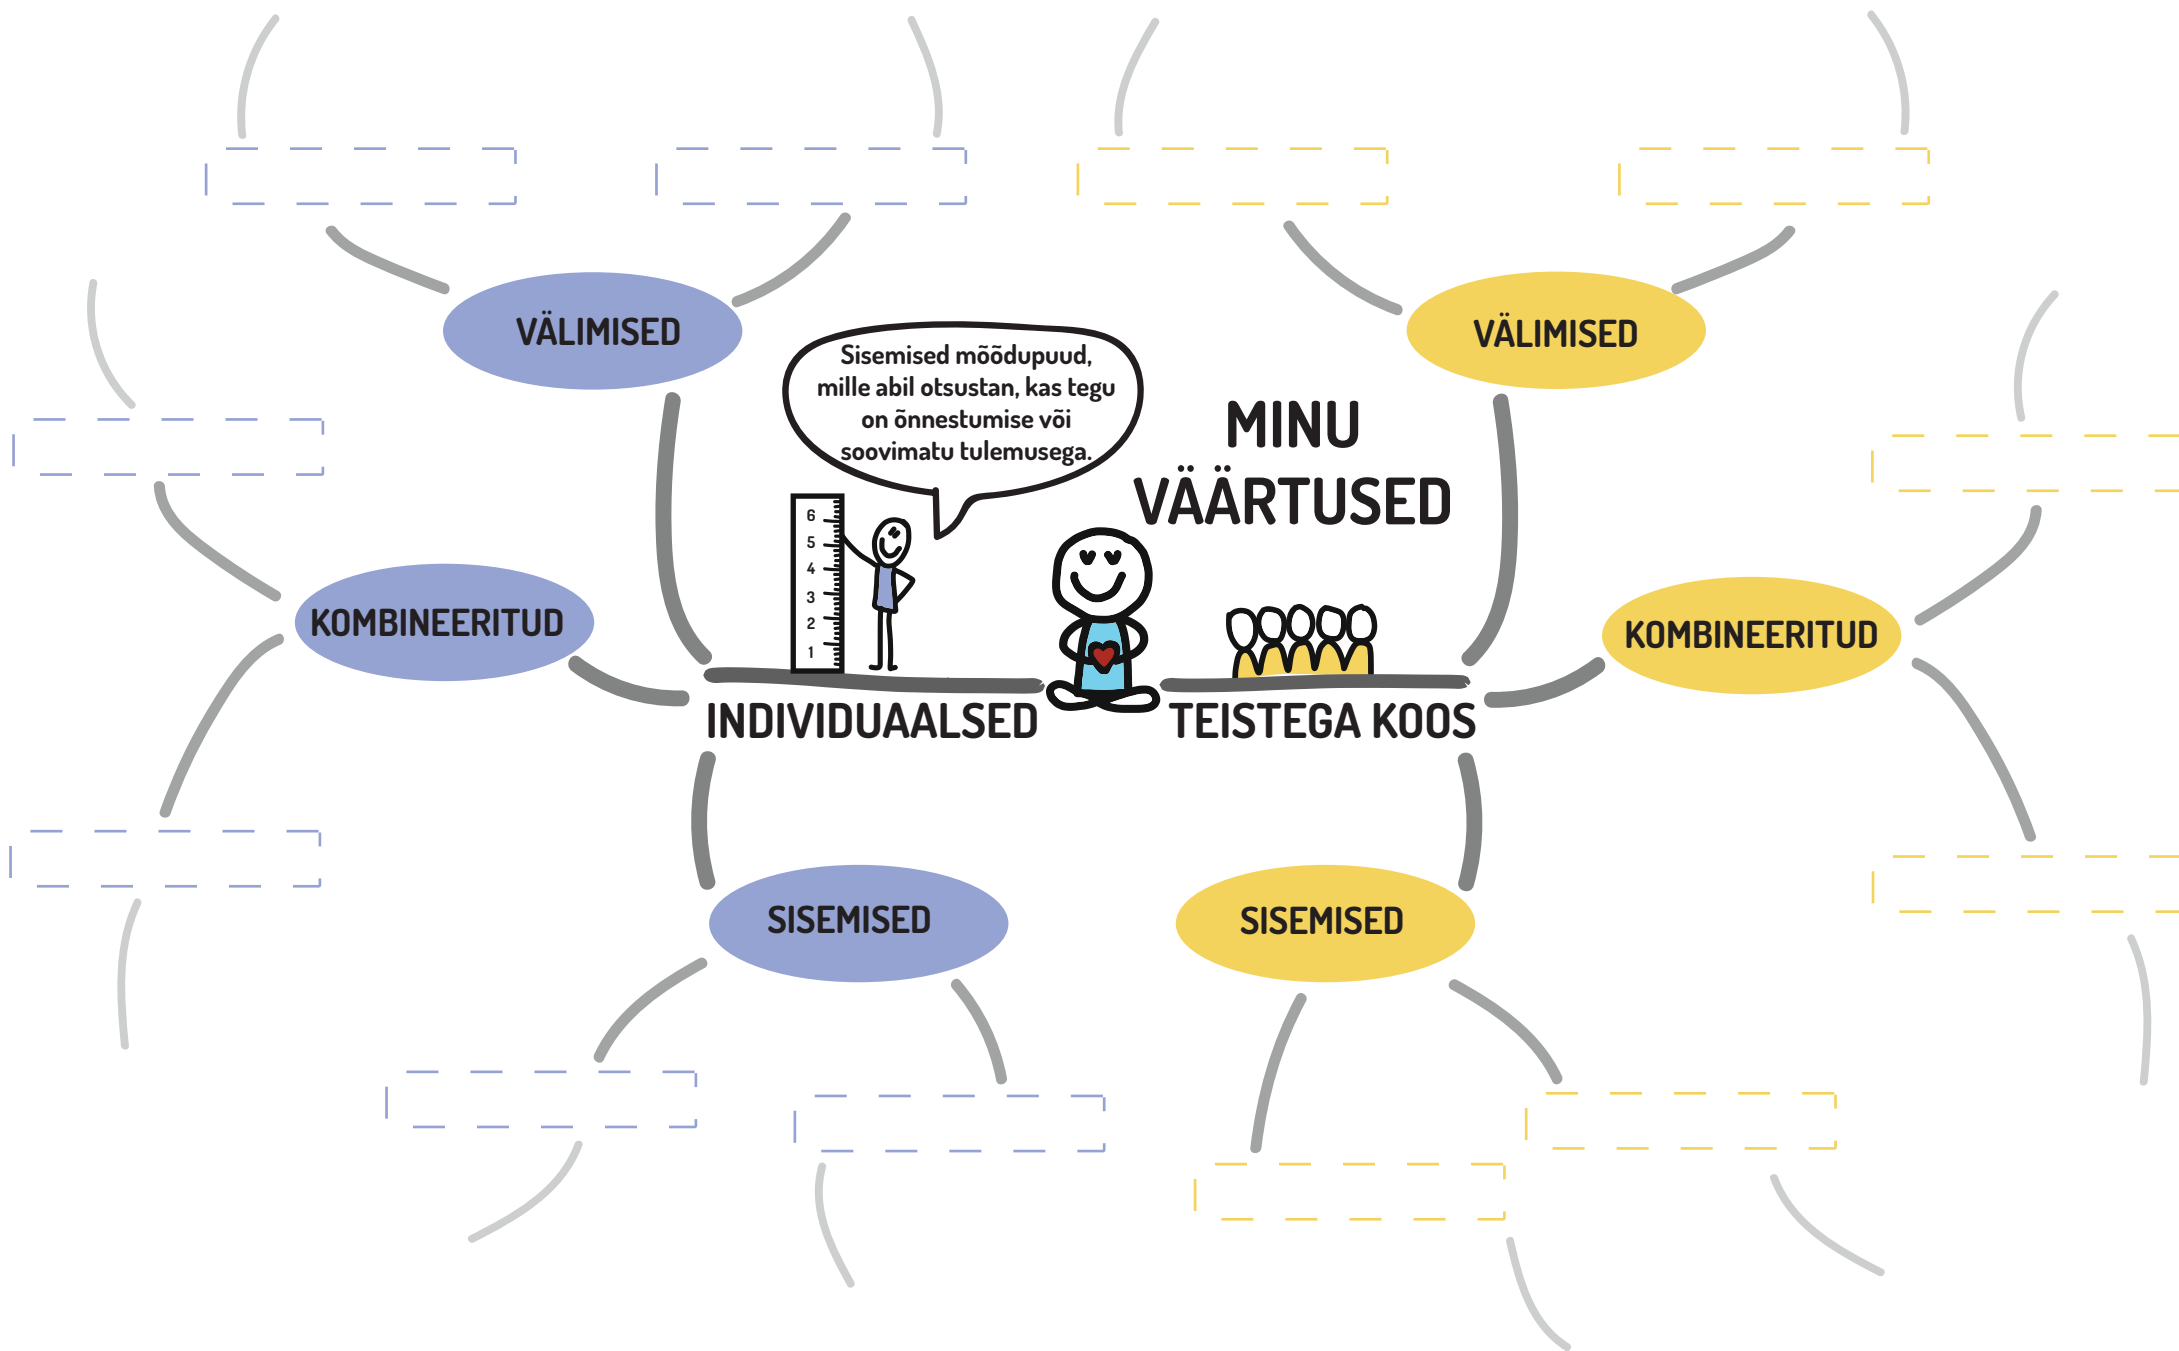 VÄLIMISED
VÄLIMISED
Sisemised mõõdupuud,
mille abil otsustan, kas tegu
on õnnestumise või
soovimatu tulemusega.
MINU
VÄÄRTUSED
6
5
4
3
2
1
KOMBINEERITUD
KOMBINEERITUD
INDIVIDUAALSED
TEISTEGA KOOS
SISEMISED
SISEMISED